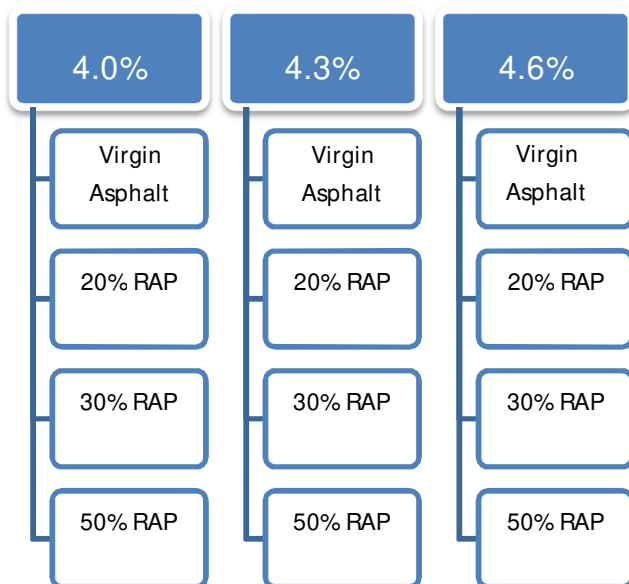 4.0%
Virgin
Asphalt
20% RAP
30% RAP
50% RAP
4.3%
Virgin
Asphalt
20% RAP
30% RAP
50% RAP
4.6%
Virgin
Asphalt
20% RAP
30% RAP
50% RAP